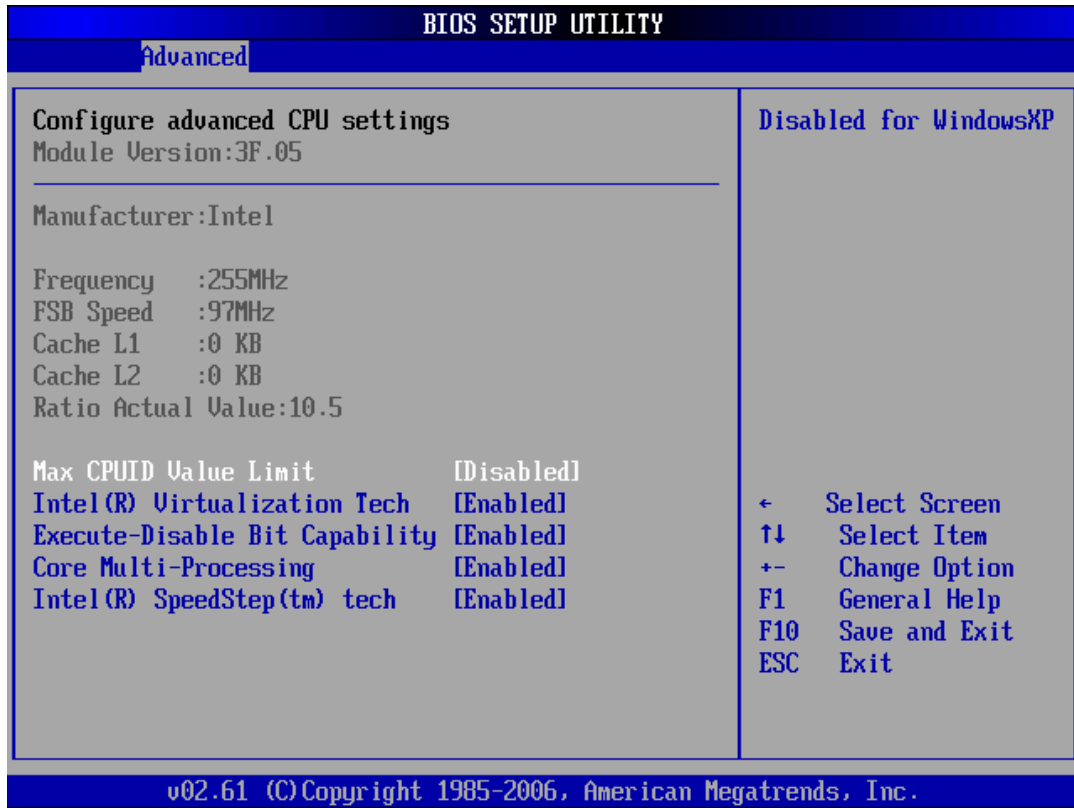 BIOS SETUP UTILITY
Advanced
Configure advanced CPU settings
Module Version:3F.05
Manufacturer:Intel
Frequency :255MHz
FSB Speed :97MHz
Cache L1 :0 KB
Cache L2 :0 KB
Ratio Actual Value:10.5
Max CPUID Value Limit [Disabled]
Intel(R) Virtualization Tech [Enabled]
Execute-Disable Bit Capability [Enabled]
Core Multi-Processing [Enabled]
Intel(R) SpeedStep(tm) tech [Enabled]
Disabled for WindowsXP
← Select Screen
↑↓ Select Item
+- Change Option
F1 General Help
F10 Save and Exit
ESC Exit
v02.61 (C)Copyright 1985-2006, American Megatrends, Inc.